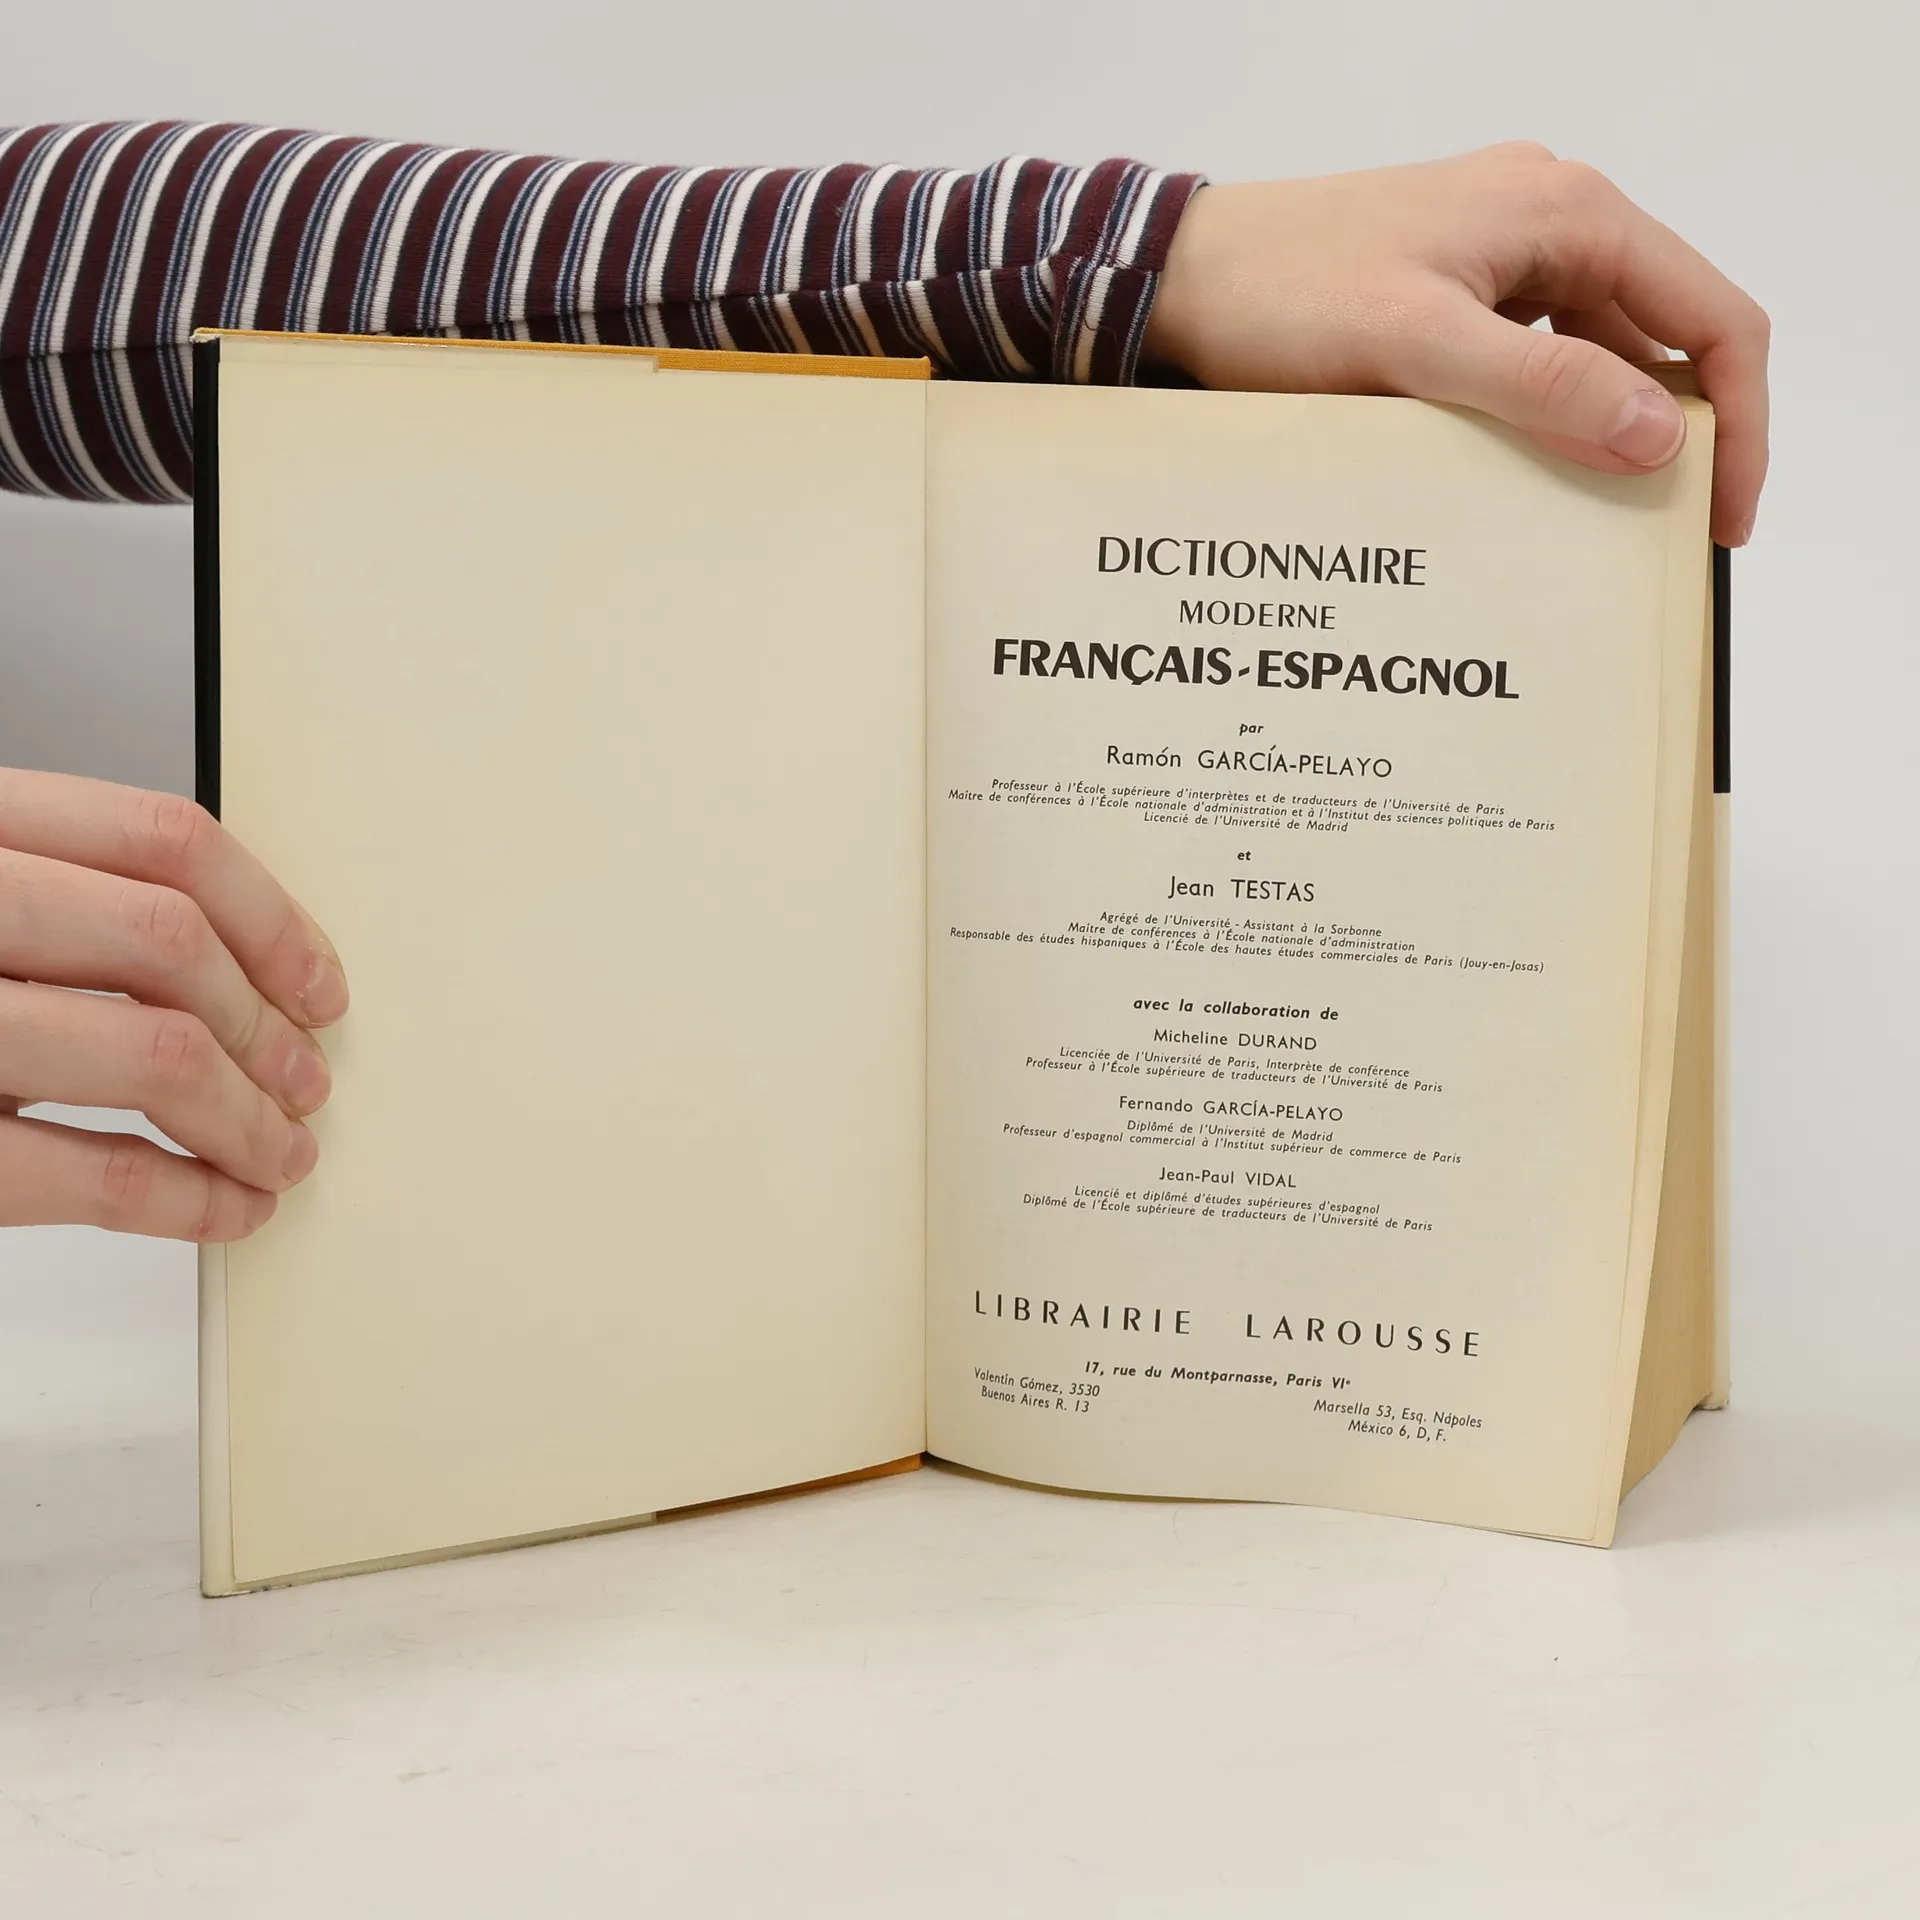 DICTIONNAIRE
MODERNE
FRANÇAIS-ESPAGNOL
par
Ramón GARCÍA-PELAYO
Professeur à l'École supérieure d'interprètes et de traducteurs de l'Université de Paris
Maître de conférences à l'École nationale d'administration et à l'Institut des sciences politiques de Paris
Licencié de l'Université de Madrid
et
Jean TESTAS
Agrégé de l'Université - Assistant à la Sorbonne
Maître de conférences à l'École nationale d'administration
Responsable des études hispaniques à l'École des hautes études commerciales de Paris (Jouy-en-Josas)
avec la collaboration de
Micheline DURAND
Licenciée de l'Université de Paris, Interprète de conférence
Professeur à l'École supérieure de traducteurs de l'Université de Paris
Fernando GARCÍA-PELAYO
Diplômé de l'Université de Madrid
Professeur d'espagnol commercial à l'Institut supérieur de commerce de Paris
Jean-Paul VIDAL
Licencié et diplômé d'études supérieures d'espagnol
Diplômé de l'École supérieure de traducteurs de l'Université de Paris
LIBRAIRIE LAROUSSE
17, rue du Montparnasse, Paris VIe
Valentín Gómez, 3530
Buenos Aires R. 13
Marsella 53, Esq. Nápoles
México 6, D, F.